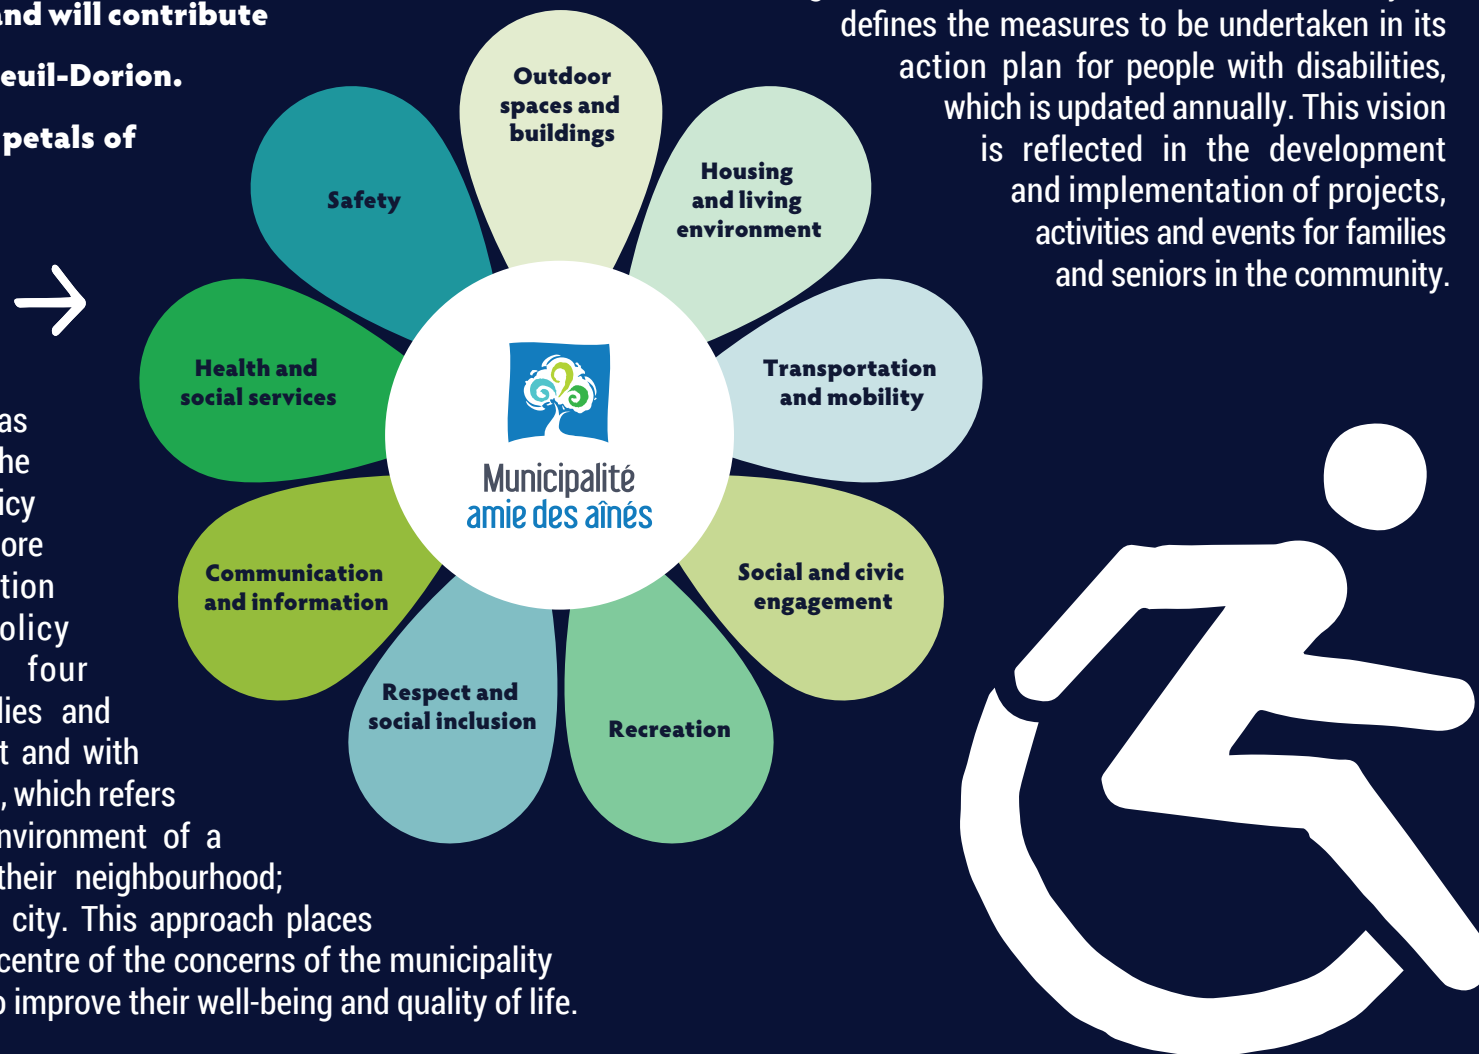 and will contribute
euil-Dorion.
petals of
defines the measures to be undertaken in its
action plan for people with disabilities,
which is updated annually. This vision
is reflected in the development
and implementation of projects,
activities and events for families
and seniors in the community.
Outdoor
spaces and
buildings
Housing
and living
environment
Transportation
and mobility
Social and civic
engagement
Recreation
Respect and
social inclusion
Communication
and information
Health and
social services
Safety
Municipalité
amie des aînés
as
he
icy
ore
tion
olicy
four
lies and
t and with
, which refers
nvironment of a
their neighbourhood;
city. This approach places
centre of the concerns of the municipality
o improve their well-being and quality of life.